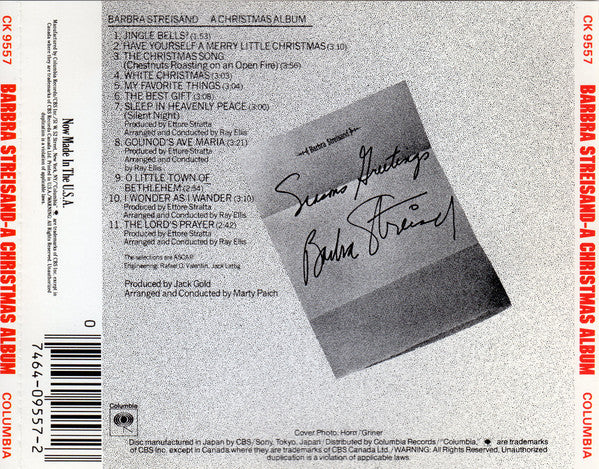 CK 9557
BARBRA STREISAND–A CHRISTMAS ALBUM
COLUMBIA
Now Made In The U.S.A.
0
7464-09557-2
BARBRA STREISAND A CHRISTMAS ALBUM
1. JINGLE BELLS? (1:53)
2. HAVE YOURSELF A MERRY LITTLE CHRISTMAS (3:10)
3. THE CHRISTMAS SONG
(Chestnuts Roasting on an Open Fire) (3:56)
4. WHITE CHRISTMAS (3:03)
5. MY FAVORITE THINGS (3:04)
6. THE BEST GIFT (3:08)
7. SLEEP IN HEAVENLY PEACE (3:00)
(Silent Night)
Produced by Ettore Stratta
Arranged and Conducted by Ray Ellis
8. GOUNOD'S AVE MARIA (3:21)
Produced by Ettore Stratta
Arranged and Conducted
by Ray Ellis
9. O LITTLE TOWN OF
BETHLEHEM (2:54)
10. I WONDER AS I WANDER (3:10)
Produced by Ettore Stratta
Arranged and Conducted by Ray Ellis
11. THE LORD'S PRAYER (2:42)
Produced by Ettore Stratta
Arranged and Conducted by Ray Ellis
The selections are ASCAP.
Engineering: Rafael O. Valentin, Jack Lattig
Produced by Jack Gold
Arranged and Conducted by Marty Paich
Barbra Streisand
Seasons Greetings
Barbra Streisand
Columbia
Cover Photo: Horn/Griner
Disc manufactured in Japan by CBS/Sony, Tokyo, Japan/Distributed by Columbia Records/"Columbia," are trademarks
of CBS Inc. except in Canada where they are trademarks of CBS Canada Ltd./WARNING: All Rights Reserved. Unauthorized
duplication is a violation of applicable laws.
CK 9557
BARBRA STREISAND–A CHRISTMAS ALBUM
COLUMBIA